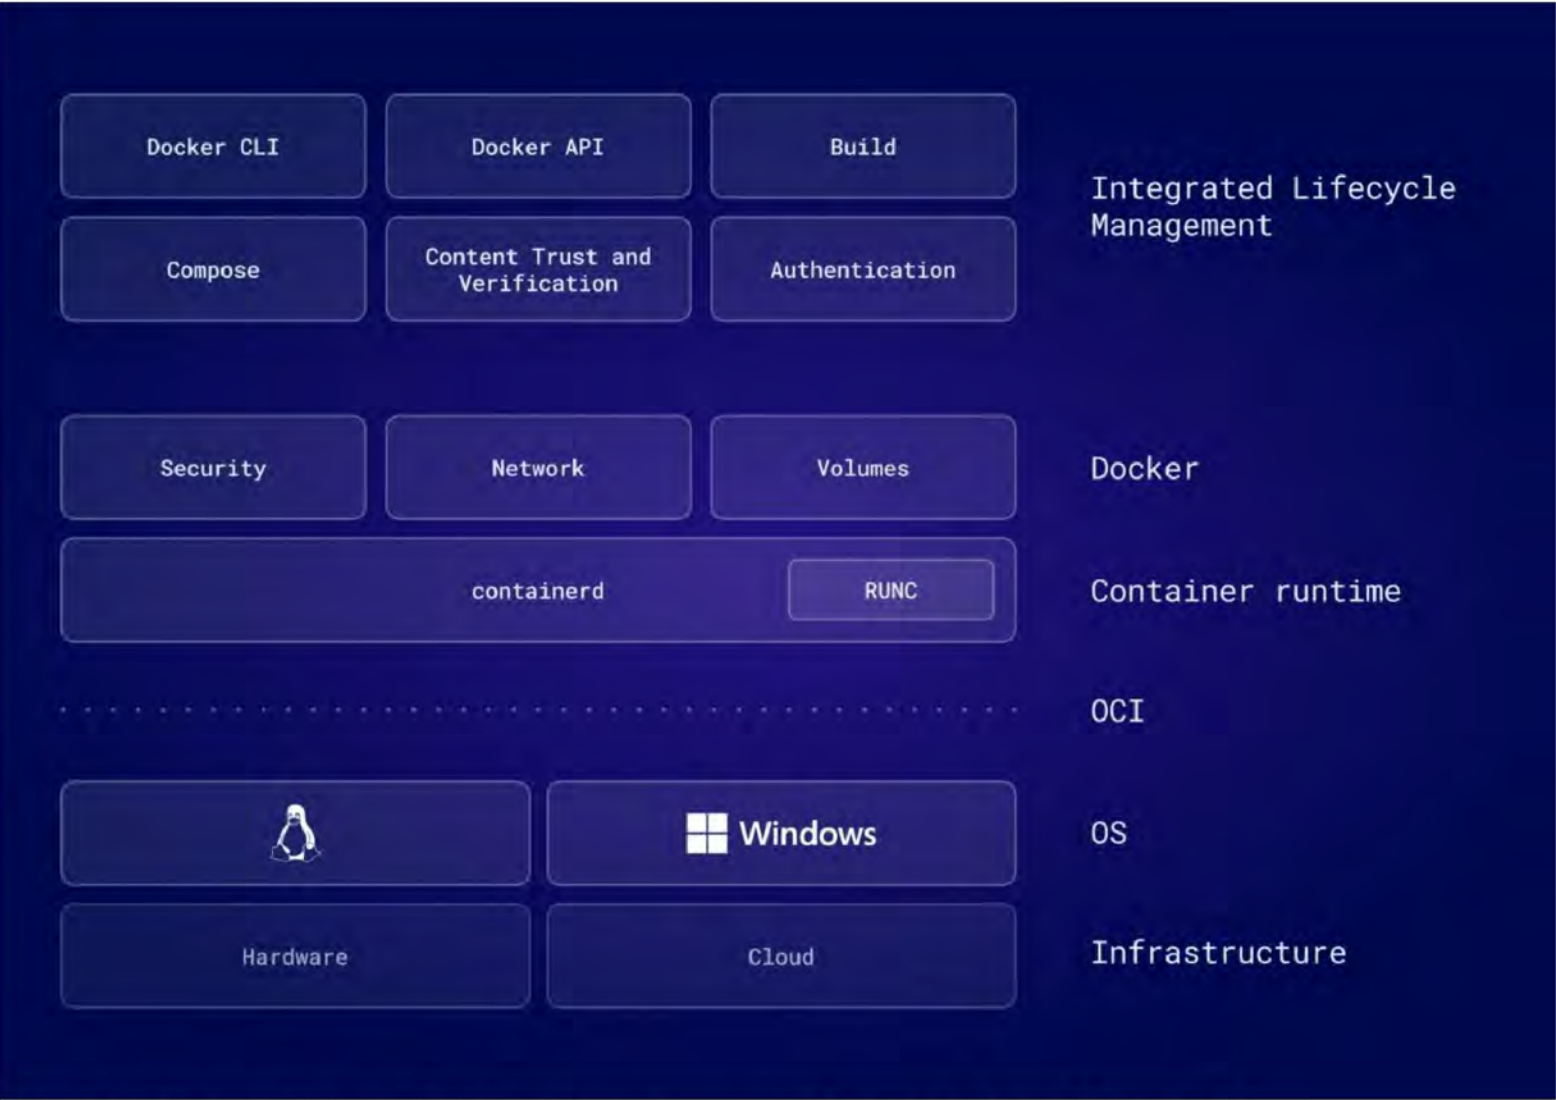 Docker CLI
Docker API
Build
Integrated Lifecycle
Management
Compose
Content Trust and
Verification
Authentication
Security
Network
Volumes
Docker
containerd
RUNC
Container runtime
OCI
Windows
OS
Hardware
Cloud
Infrastructure